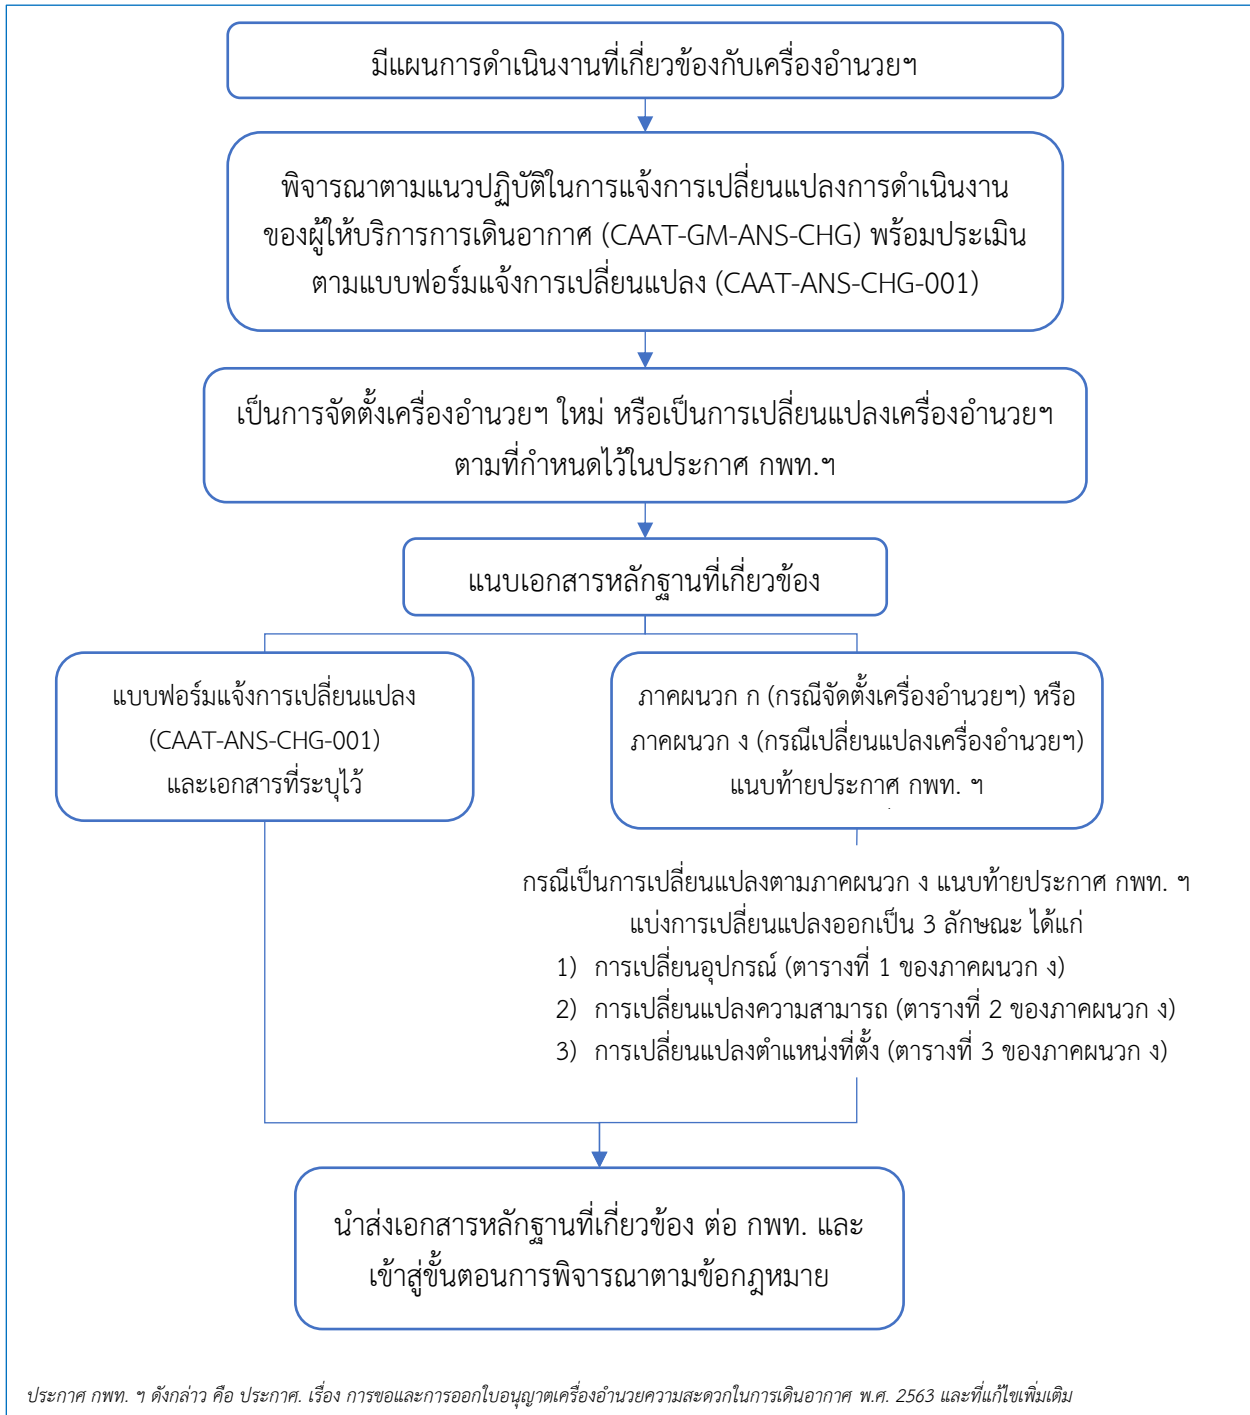 มีแผนการดำเนินงานที่เกี่ยวข้องกับเครื่องอำนวยฯ
พิจารณาตามแนวปฏิบัติในการแจ้งการเปลี่ยนแปลงการดำเนินงาน
ของผู้ให้บริการการเดินอากาศ (CAAT-GM-ANS-CHG) พร้อมประเมิน
ตามแบบฟอร์มแจ้งการเปลี่ยนแปลง (CAAT-ANS-CHG-001)
เป็นการจัดตั้งเครื่องอำนวยฯ ใหม่ หรือเป็นการเปลี่ยนแปลงเครื่องอำนวยฯ
ตามที่กำหนดไว้ในประกาศ กพท.ฯ
แนบเอกสารหลักฐานที่เกี่ยวข้อง
แบบฟอร์มแจ้งการเปลี่ยนแปลง
(CAAT-ANS-CHG-001)
และเอกสารที่ระบุไว้
ภาคผนวก ก (กรณีจัดตั้งเครื่องอำนวยฯ) หรือ
ภาคผนวก ง (กรณีเปลี่ยนแปลงเครื่องอำนวยฯ)
แนบท้ายประกาศ กพท. ฯ
กรณีเป็นการเปลี่ยนแปลงตามภาคผนวก ง แนบท้ายประกาศ กพท. ฯ
แบ่งการเปลี่ยนแปลงออกเป็น 3 ลักษณะ ได้แก่
1) การเปลี่ยนอุปกรณ์ (ตารางที่ 1 ของภาคผนวก ง)
2) การเปลี่ยนแปลงความสามารถ (ตารางที่ 2 ของภาคผนวก ง)
3) การเปลี่ยนแปลงตำแหน่งที่ตั้ง (ตารางที่ 3 ของภาคผนวก ง)
นำส่งเอกสารหลักฐานที่เกี่ยวข้อง ต่อ กพท. และ
เข้าสู่ขั้นตอนการพิจารณาตามข้อกฎหมาย
ประกาศ กพท. ฯ ดังกล่าว คือ ประกาศ. เรื่อง การขอและการออกใบอนุญาตเครื่องอำนวยความสะดวกในการเดินอากาศ พ.ศ. 2563 และที่แก้ไขเพิ่มเติม